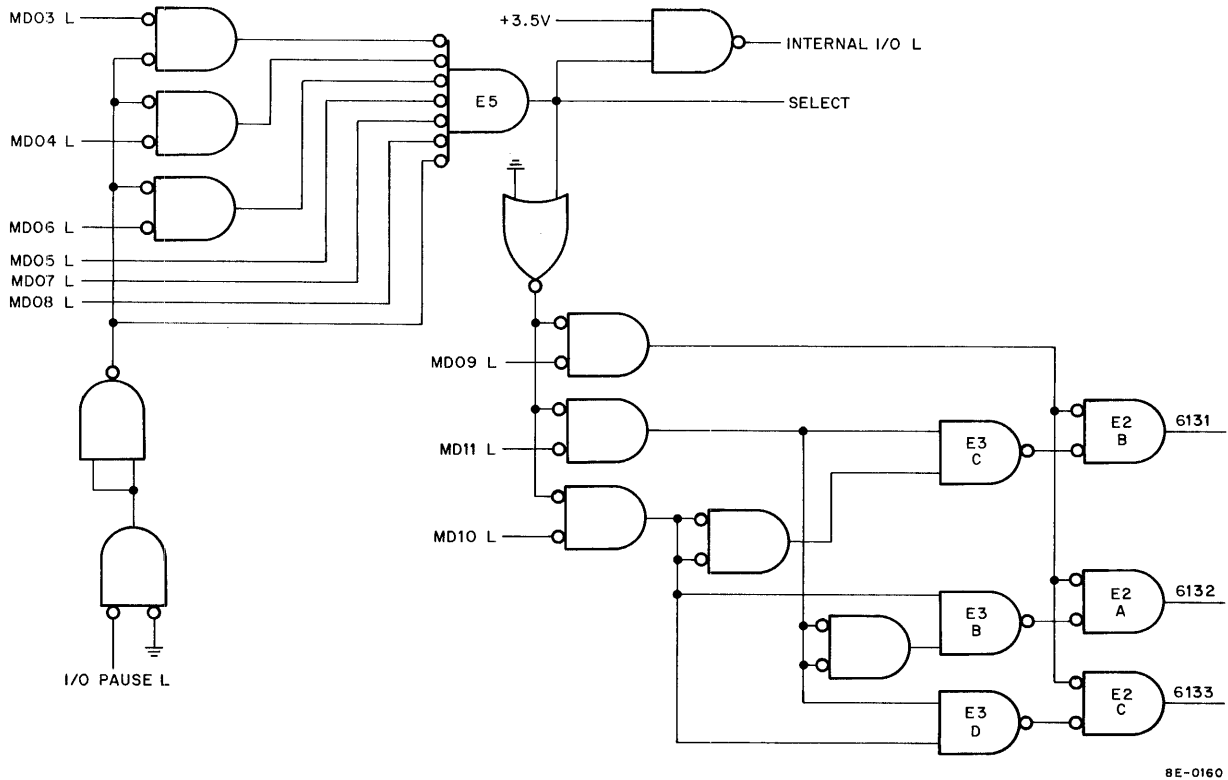 MD03 L
+3.5V
INTERNAL I/O L
E5
SELECT
MD04 L
MD06 L
MD05 L
MD07 L
MD08 L
MD09 L
MD11 L
MD10 L
E3
C
E2
B
6131
E3
B
E2
A
6132
E3
D
E2
C
6133
I/O PAUSE L
8E-0160